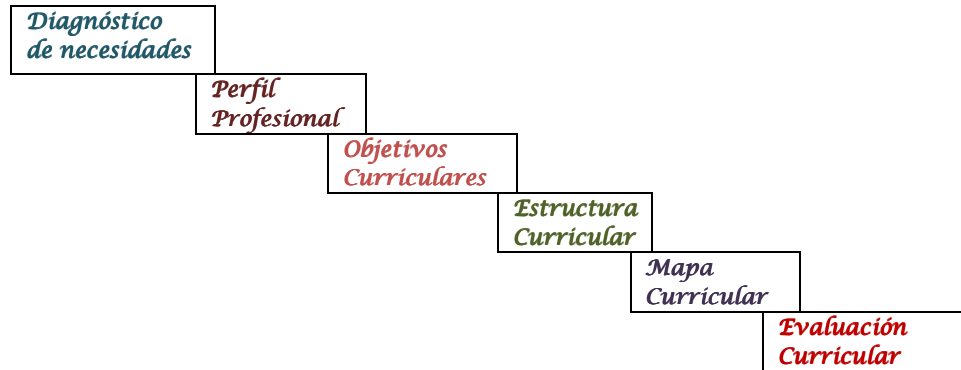 Diagnóstico
de necesidades
Perfil
Profesional
Objetivos
Curriculares
Estructura
Curricular
Mapa
Curricular
Evaluación
Curricular